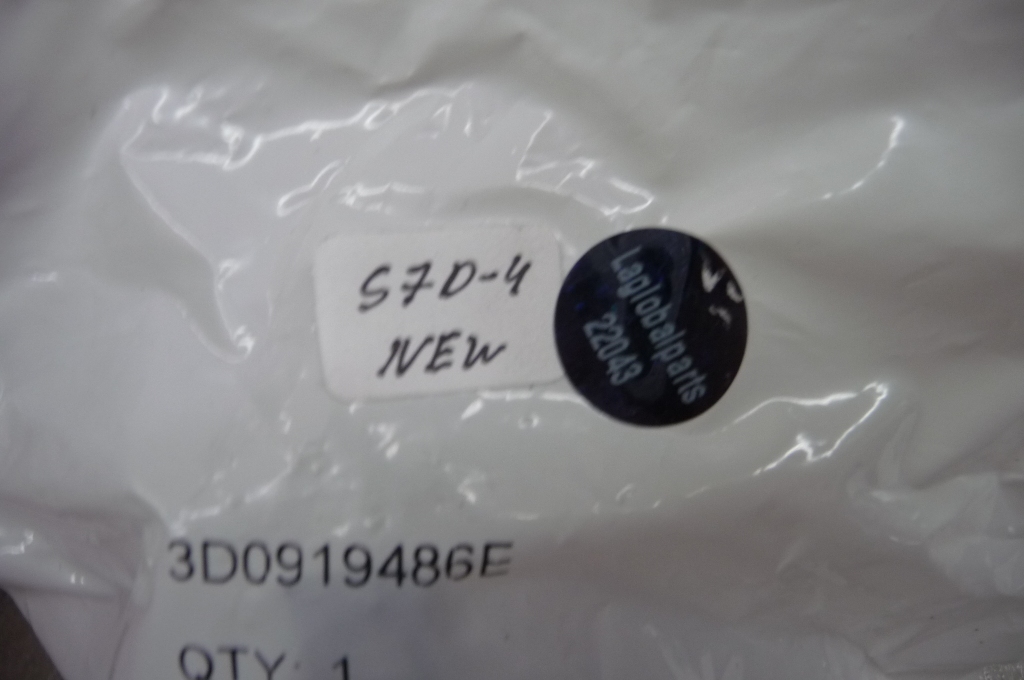 S7D-4
NEW
Laglobalparts
22043
3D0919486E
QTY: 1